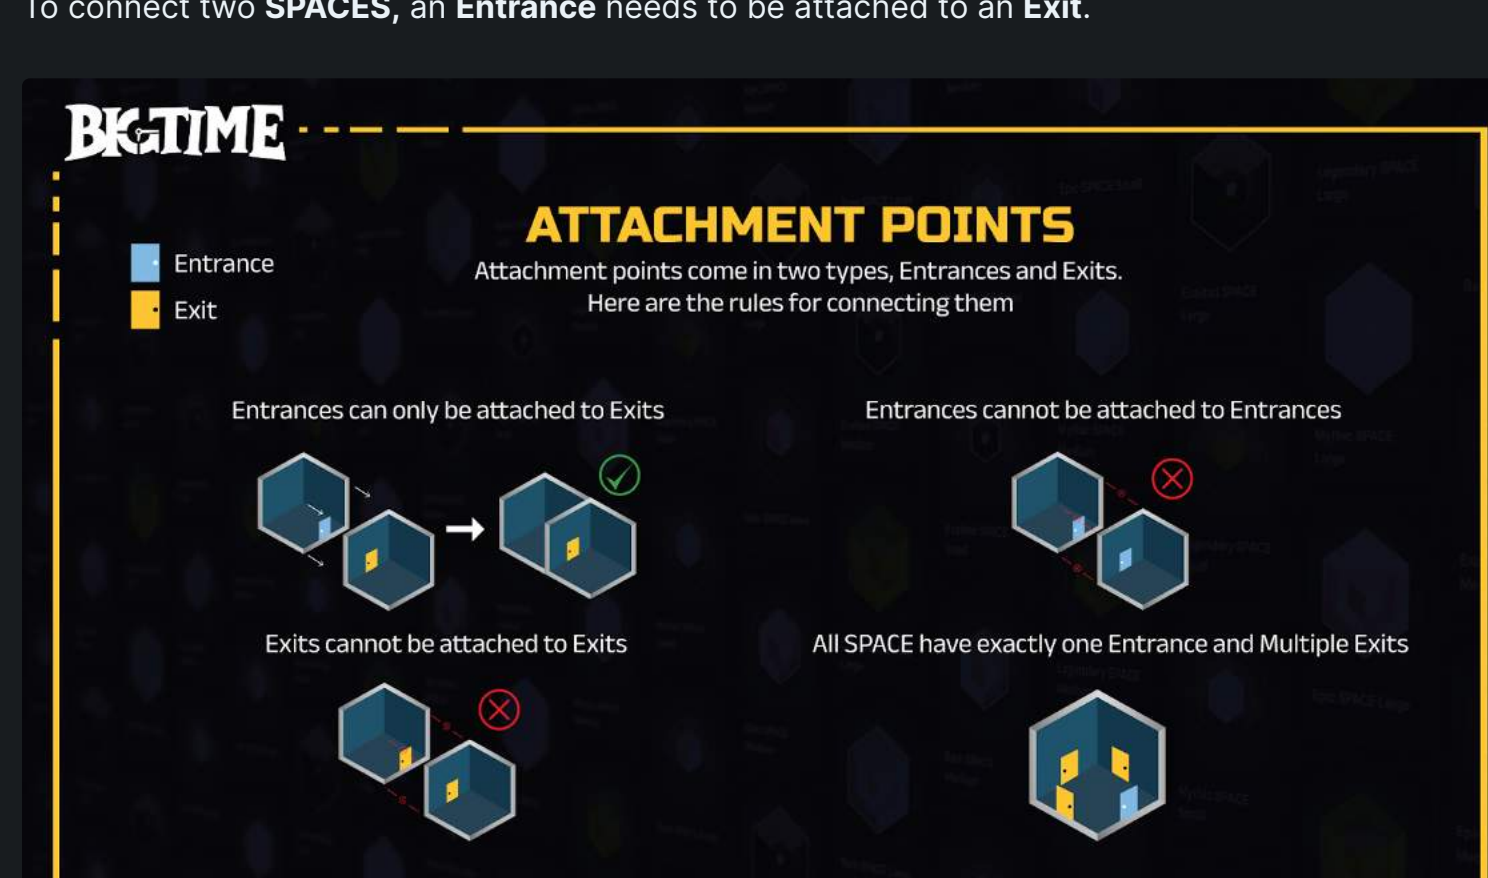 To connect two SPACES, an Entrance needs to be attached to an Exit.
BIGTIME
ATTACHMENT POINTS
Attachment points come in two types, Entrances and Exits.
Here are the rules for connecting them
Entrance
Exit
Entrances can only be attached to Exits
Entrances cannot be attached to Entrances
Exits cannot be attached to Exits
All SPACE have exactly one Entrance and Multiple Exits